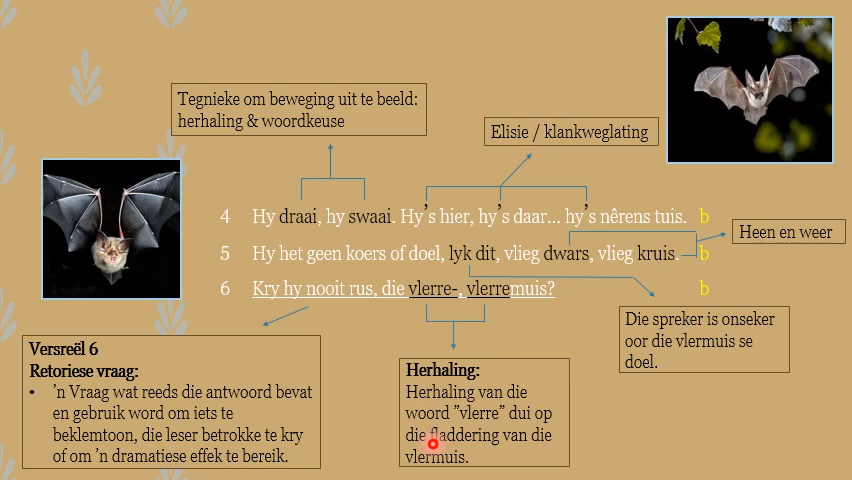 Tegnieke om beweging uit te beeld:
herhaling & woordkeuse
Elisie / klankweglating
4 Hy draai, hy swaai. Hy’s hier, hy’s daar... hy’s nêrens tuis. b
5 Hy het geen koers of doel, lyk dit, vlieg dwars, vlieg kruis. b
Heen en weer
6 Kry hy nooit rus, die vlerre-, vlerremuis? b
Die spreker is onseker
oor die vlermuis se
doel.
Versreël 6
Retoriese vraag:
• ’n Vraag wat reeds die antwoord bevat
en gebruik word om iets te
beklemtoon, die leser betrokke te kry
of om ’n dramatiese effek te bereik.
Herhaling:
Herhaling van die
woord ”vlerre” dui op
die fladdering van die
vlermuis.